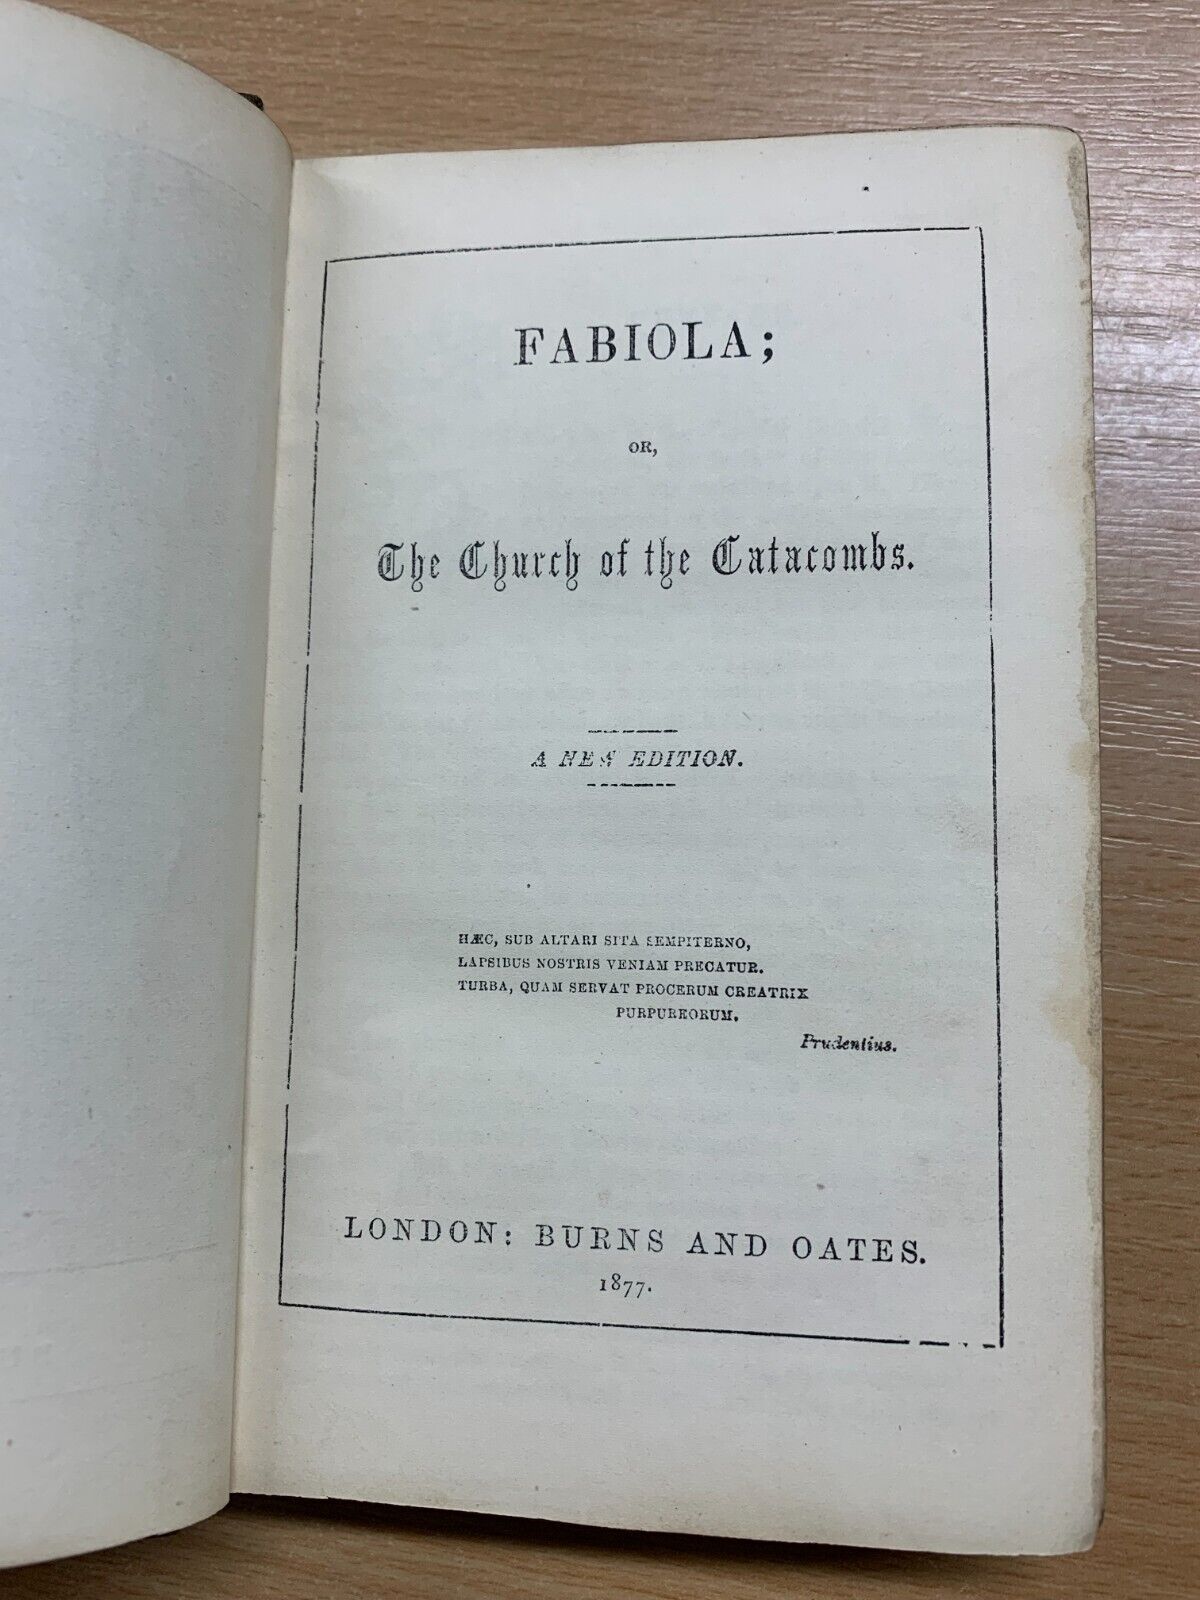 FABIOLA;
OR,
The Church of the Catacombs.
A NEW EDITION.
HÆC, SUB ALTARI SITA SEMPITERNO,
LAPSIBUS NOSTRIS VENIAM PRECATUR.
TURBA, QUAM SERVAT PROCERUM CREATRIX
PURPUREORUM.
Prudentius.
LONDON: BURNS AND OATES.
1877.